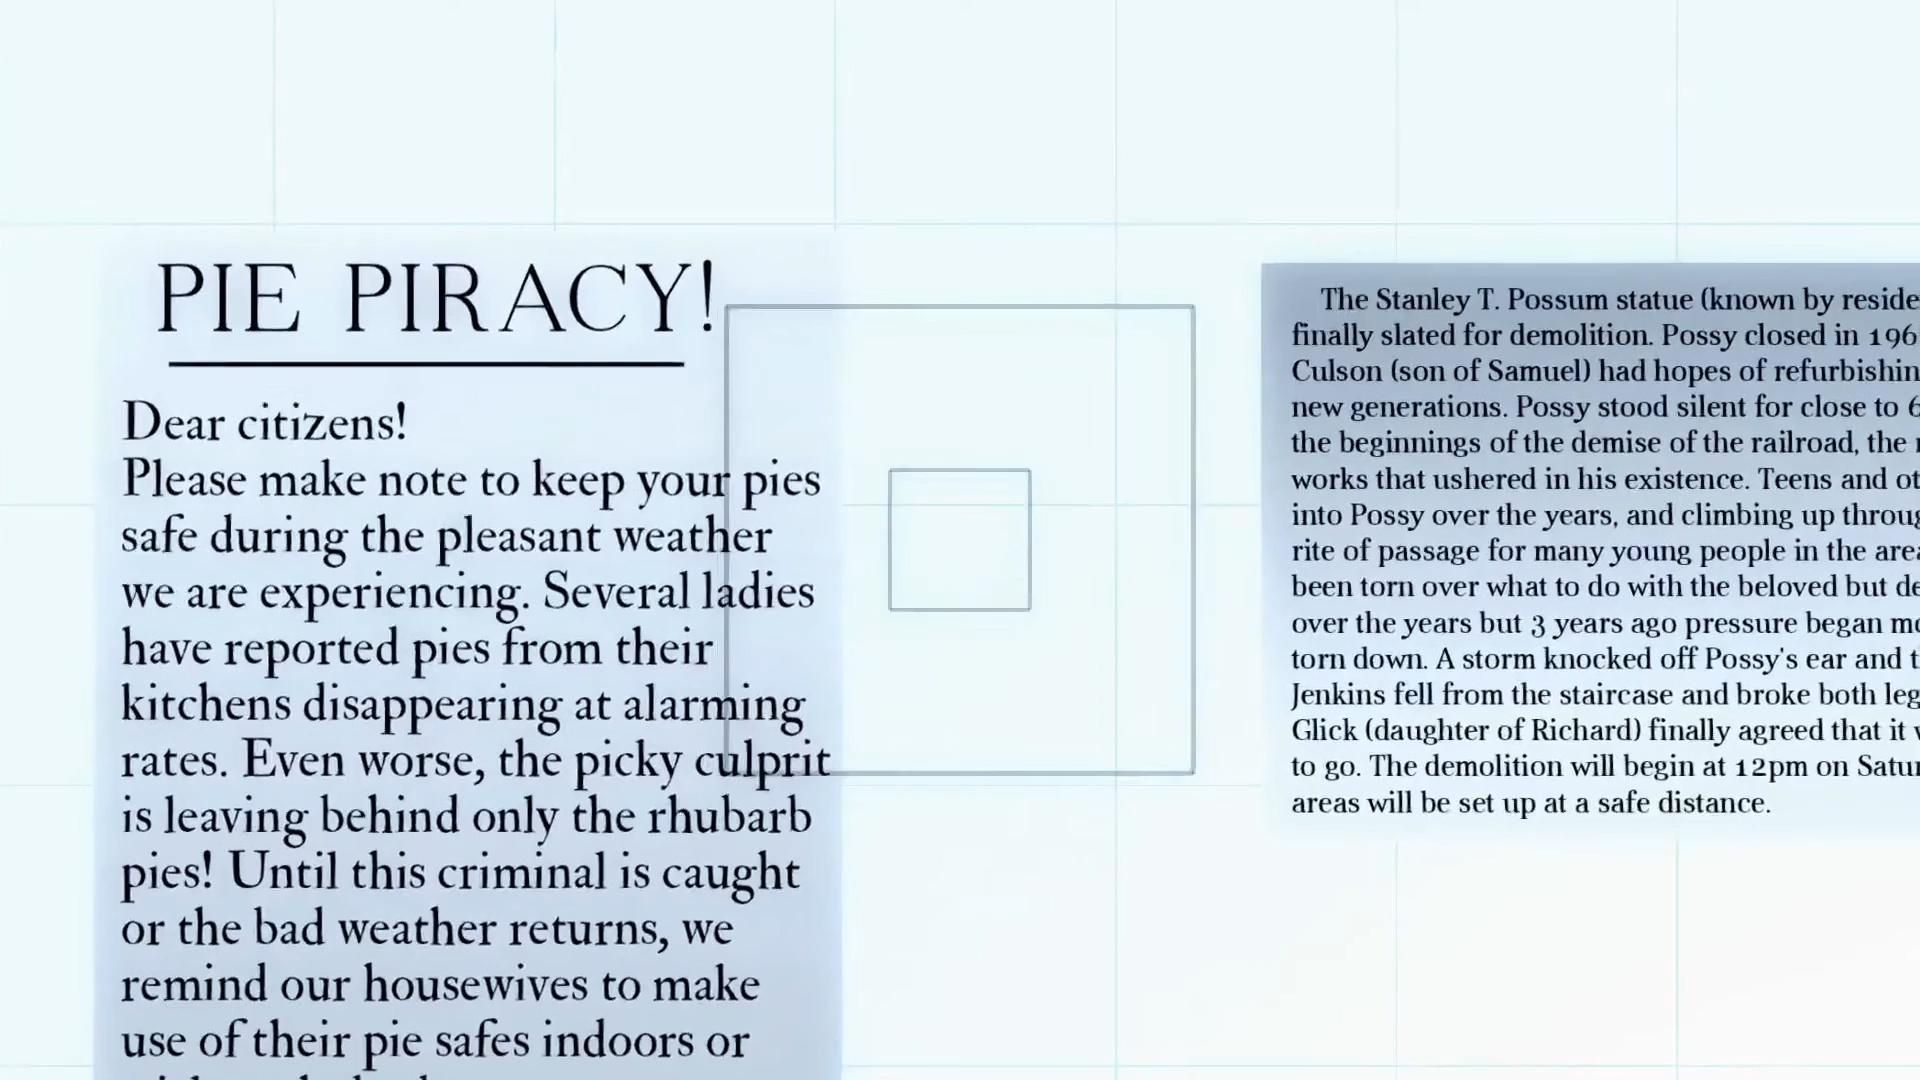 PIE PIRACY!
Dear citizens!
Please make note to keep your pies
safe during the pleasant weather
we are experiencing. Several ladies
have reported pies from their
kitchens disappearing at alarming
rates. Even worse, the picky culprit
is leaving behind only the rhubarb
pies! Until this criminal is caught
or the bad weather returns, we
remind our housewives to make
use of their pie safes indoors or
The Stanley T. Possum statue (known by
finally slated for demolition. Possy closed in
Culson (son of Samuel) had hopes of
new generations. Possy stood silent for close to
the beginnings of the demise of the railroad, the
works that ushered in his existence. Teens and
into Possy over the years, and climbing up
rite of passage for many young people in the
been torn over what to do with the beloved but
over the years but 3 years ago pressure began
torn down. A storm knocked off Possy's ear and
Jenkins fell from the staircase and broke both
Glick (daughter of Richard) finally agreed that it
to go. The demolition will begin at 12pm on
areas will be set up at a safe distance.